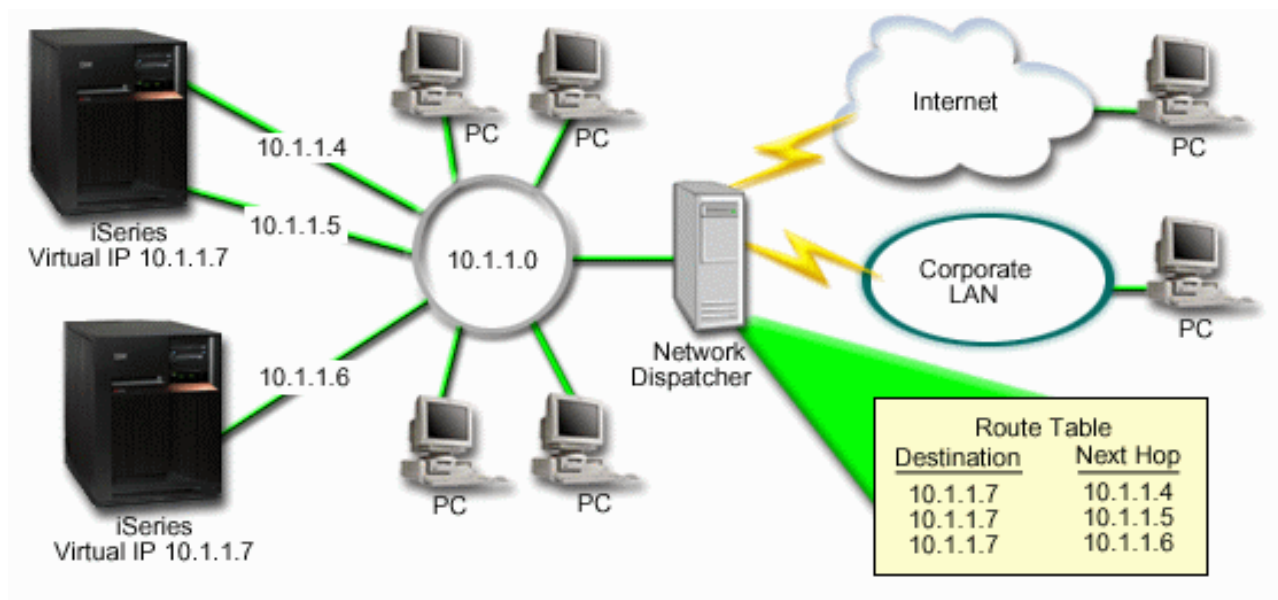 10.1.1.4
10.1.1.5
iSeries
Virtual IP 10.1.1.7
10.1.1.6
iSeries
Virtual IP 10.1.1.7
PC
PC
10.1.1.0
PC
PC
Network
Dispatcher
Internet
PC
Corporate
LAN
PC
Route Table
Destination Next Hop
10.1.1.7 10.1.1.4
10.1.1.7 10.1.1.5
10.1.1.7 10.1.1.6